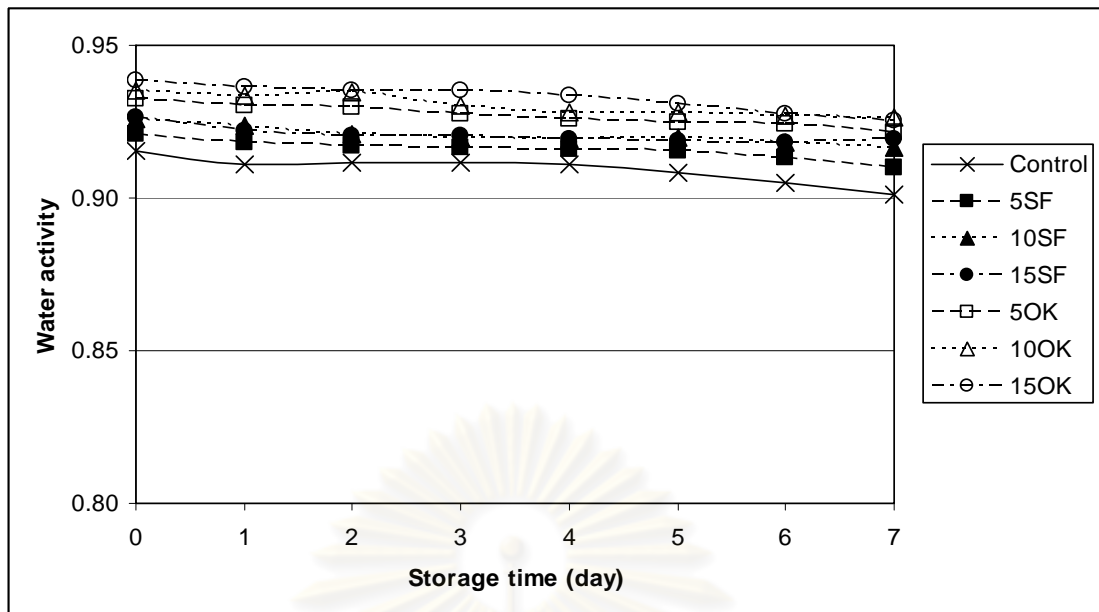 0.95
0.90
0.85
0.80
Water activity
0 1 2 3 4 5 6 7
Storage time (day)
Control
5SF
10SF
15SF
5OK
10OK
15OK